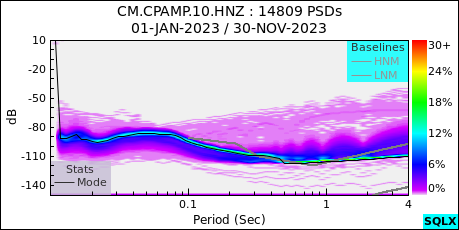 CM.CPAMP.10.HNZ : 14809 PSDs
01-JAN-2023 / 30-NOV-2023
10
-20
-50
-80
-110
-140
dB
Baselines
HNM
LNM
Stats
Mode
30+
24%
18%
12%
6%
0%
0.1
1
4
Period (Sec)
SQLX